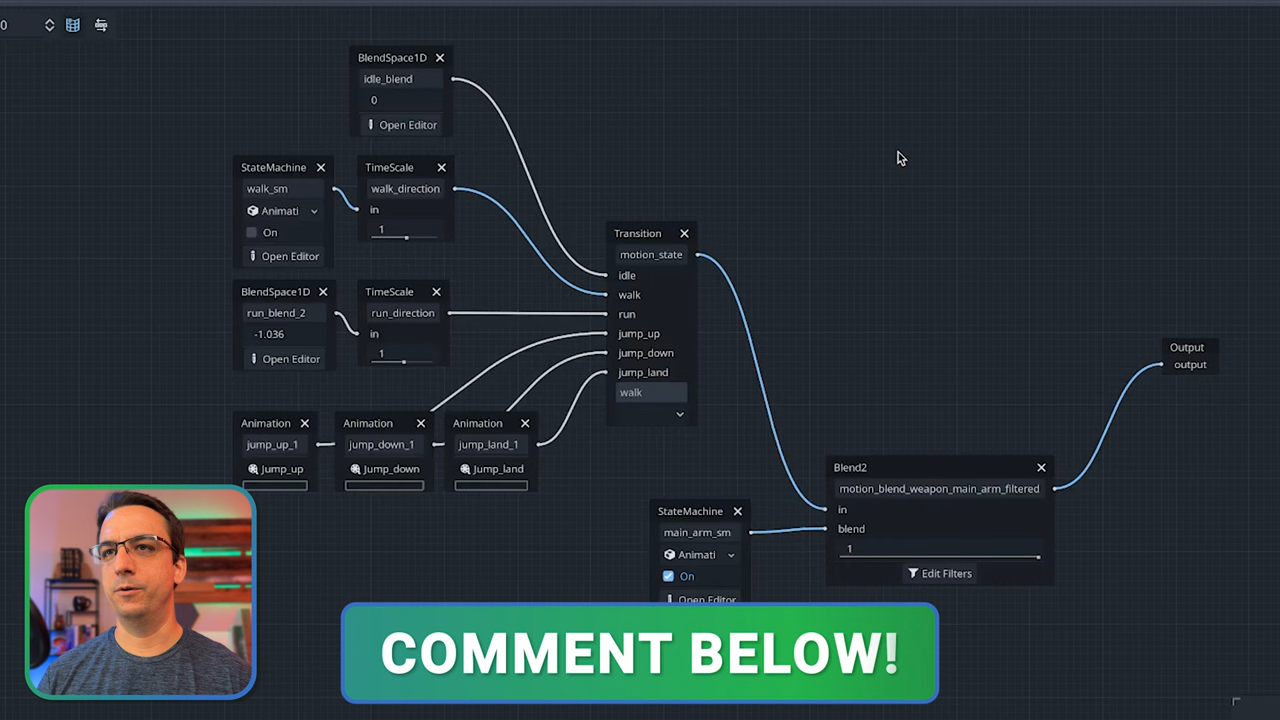 0
BlendSpace1D
idle_blend
0
Open Editor
StateMachine
walk_sm
Animati
On
Open Editor
TimeScale
walk_direction
in
1
BlendSpace1D
run_blend_2
-1.036
Open Editor
TimeScale
run_direction
in
1
Animation
jump_up_1
Jump_up
Animation
jump_down_1
Jump_down
Animation
jump_land_1
Jump_land
Transition
motion_state
idle
walk
run
jump_up
jump_down
jump_land
walk
StateMachine
main_arm_sm
Animati
On
Open Editor
Blend2
motion_blend_weapon_main_arm_filtered
in
blend
1
Edit Filters
Output
output
COMMENT BELOW!